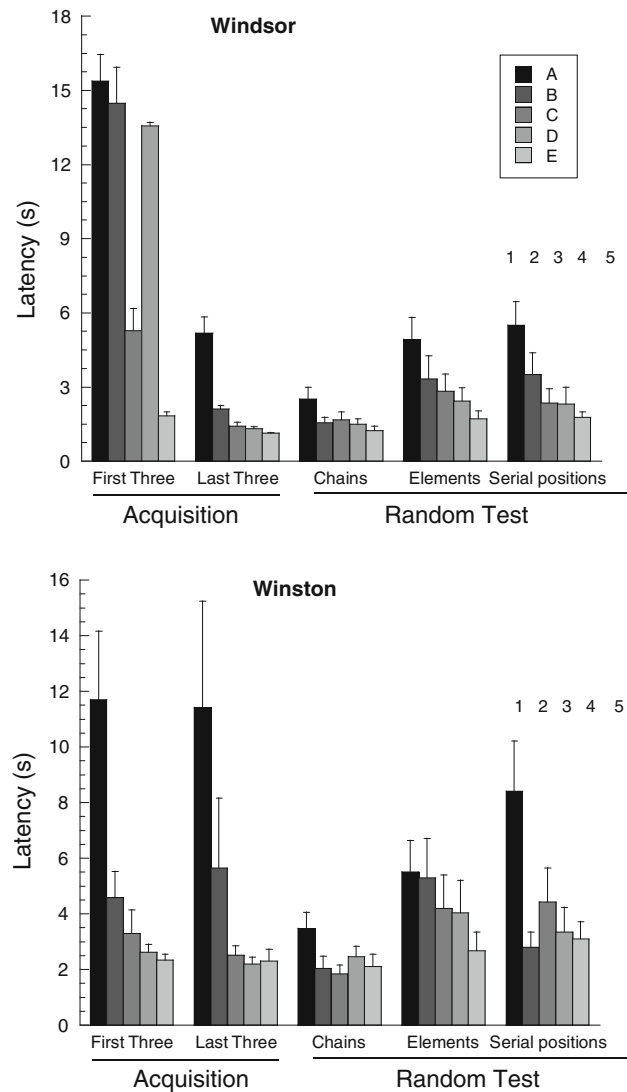 Windsor
Latency (s)
18
15
12
9
6
3
0
A
B
C
D
E
1 2 3 4 5
First Three Last Three Chains Elements Serial positions
Acquisition Random Test
Winston
Latency (s)
16
14
12
10
8
6
4
2
0
1 2 3 4 5
First Three Last Three Chains Elements Serial positions
Acquisition Random Test